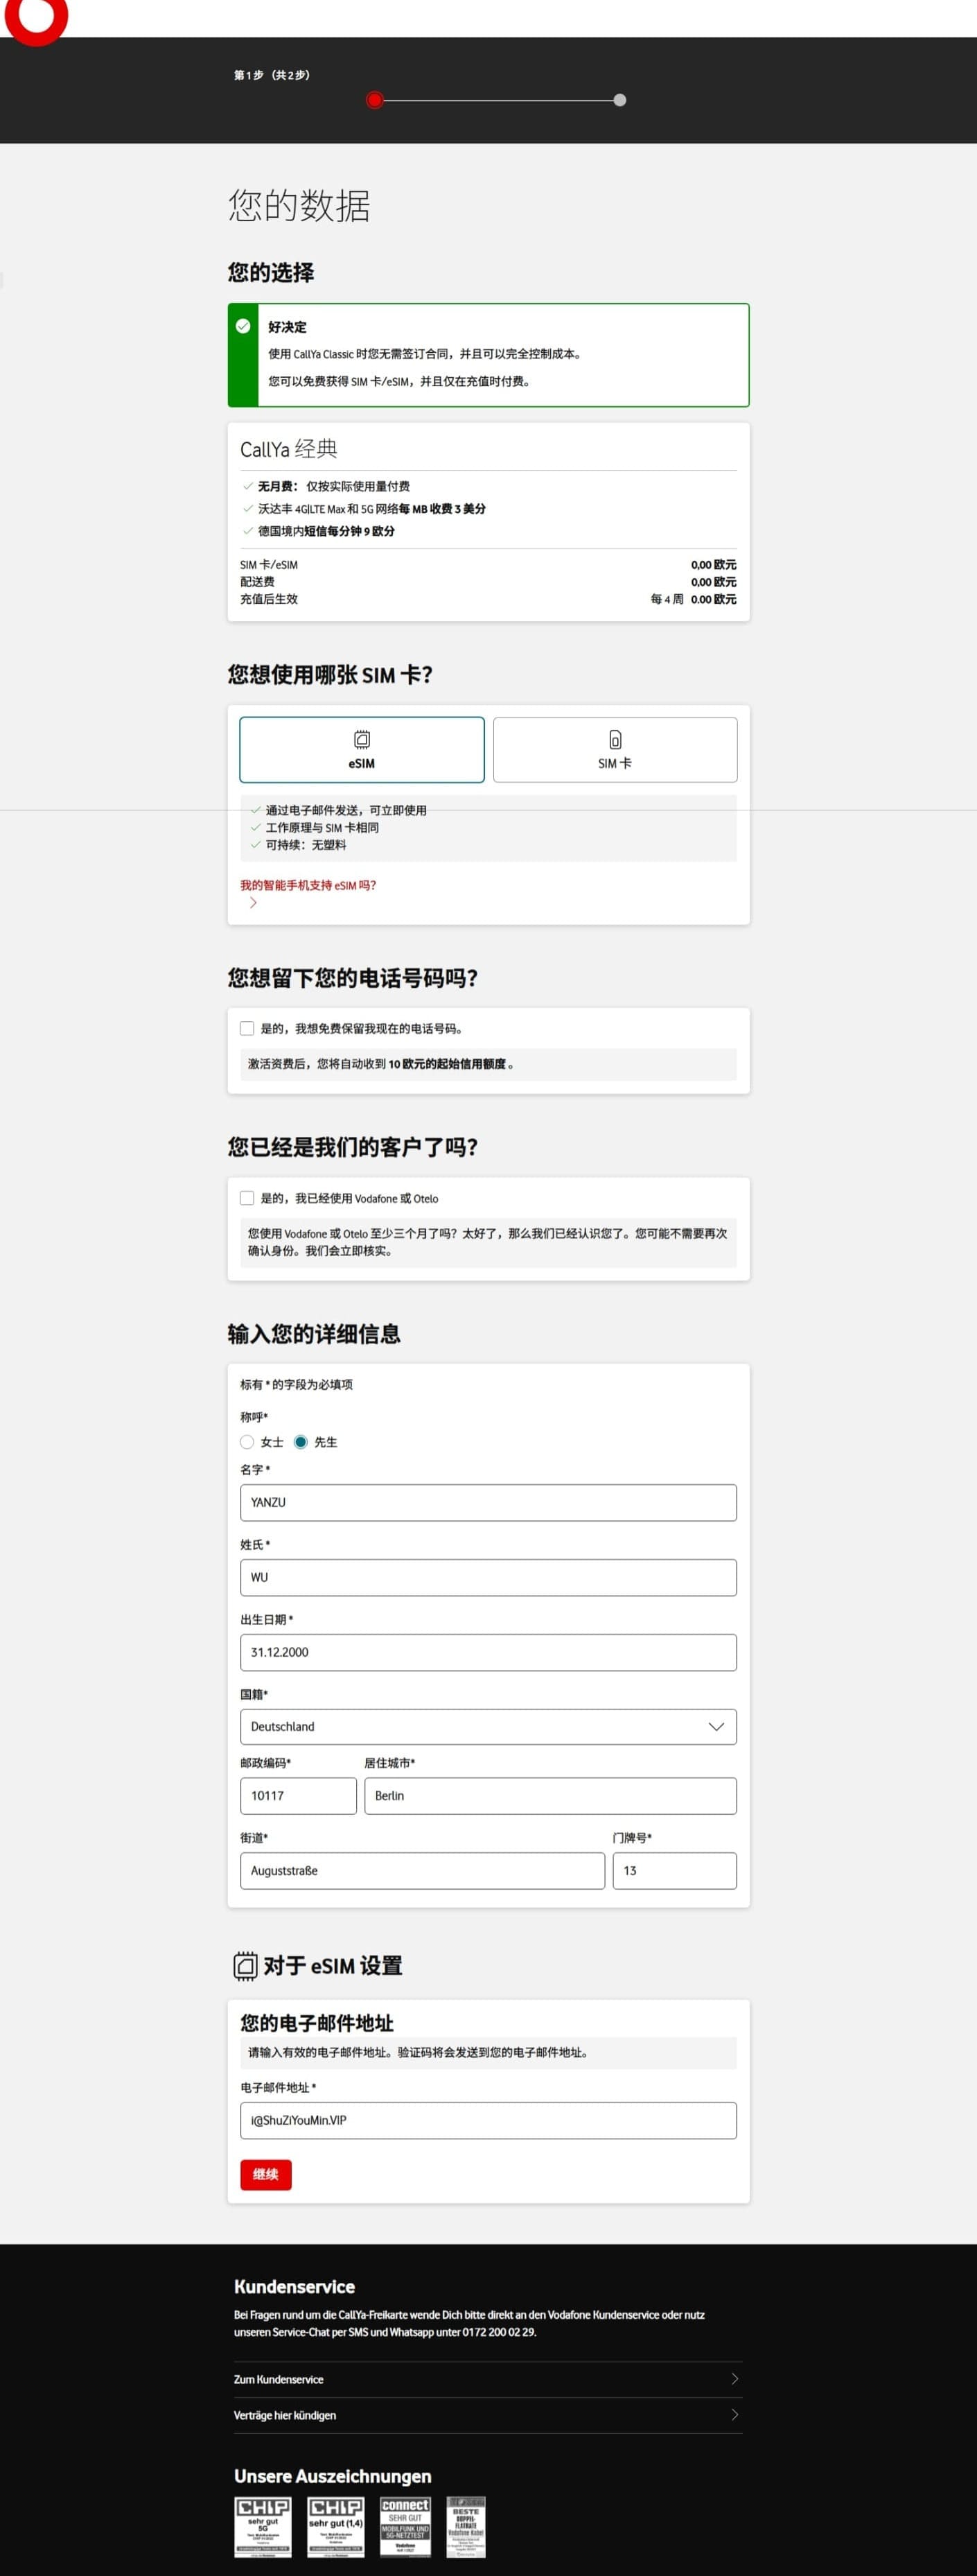 第1步（共2步）
您的数据
您的选择
好决定
使用 CallYa Classic 时您无需签订合同，并且可以完全控制成本。
您可以免费获得 SIM 卡/eSIM，并且仅在充值时付费。
CallYa 经典
无月费： 仅按实际使用量付费
沃达丰 4G|LTE Max 和 5G 网络每 MB 收费 3 美分
德国境内短信每分钟 9 欧分
SIM 卡/eSIM 0,00 欧元
配送费 0,00 欧元
充值后生效 每 4 周 0.00 欧元
您想使用哪张 SIM 卡？
eSIM
SIM 卡
通过电子邮件发送，可立即使用
工作原理与 SIM 卡相同
可持续：无塑料
我的智能手机支持 eSIM 吗？
您想留下您的电话号码吗？
是的，我想免费保留我现在的电话号码。
激活资费后，您将自动收到 10 欧元的起始信用额度 。
您已经是我们的客户了吗？
是的，我已经使用 Vodafone 或 Otelo
您使用 Vodafone 或 Otelo 至少三个月了吗？太好了，那么我们已经认识您了。您可能不需要再次
确认身份。我们会立即核实。
输入您的详细信息
标有 * 的字段为必填项
称呼*
女士 先生
名字 *
YANZU
姓氏 *
WU
出生日期 *
31.12.2000
国籍*
Deutschland
邮政编码* 居住城市*
10117 Berlin
街道* 门牌号*
Auguststraße 13
对于 eSIM 设置
您的电子邮件地址
请输入有效的电子邮件地址。验证码将会发送到您的电子邮件地址。
电子邮件地址 *
i@ShuZiYouMin.VIP
继续
Kundenservice
Bei Fragen rund um die CallYa-Freikarte wende Dich bitte direkt an den Vodafone Kundenservice oder nutz
unseren Service-Chat per SMS und Whatsapp unter 0172 200 02 29.
Zum Kundenservice
Verträge hier kündigen
Unsere Auszeichnungen
CHIP
sehr gut
5G
CHIP
sehr gut (1,4)
connect
SEHR GUT
MOBILFUNK UND
5G-NETZTEST
Vodafone
BESTE
DOPPEL-
FLATRATE
Vodafone Kabel